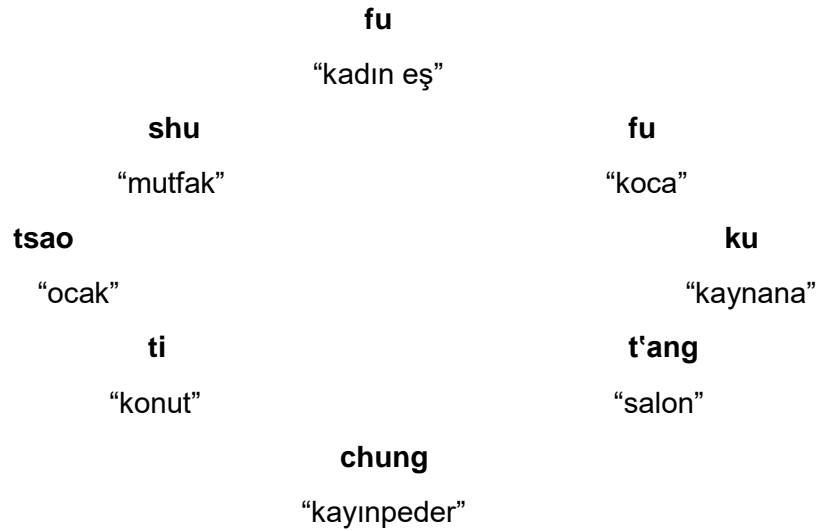 fu
“kadın eş”
shu fu
“mutfak” “koca”
tsao ku
“ocak” “kaynana”
ti t‛ang
“konut” “salon”
chung
“kayınpeder”